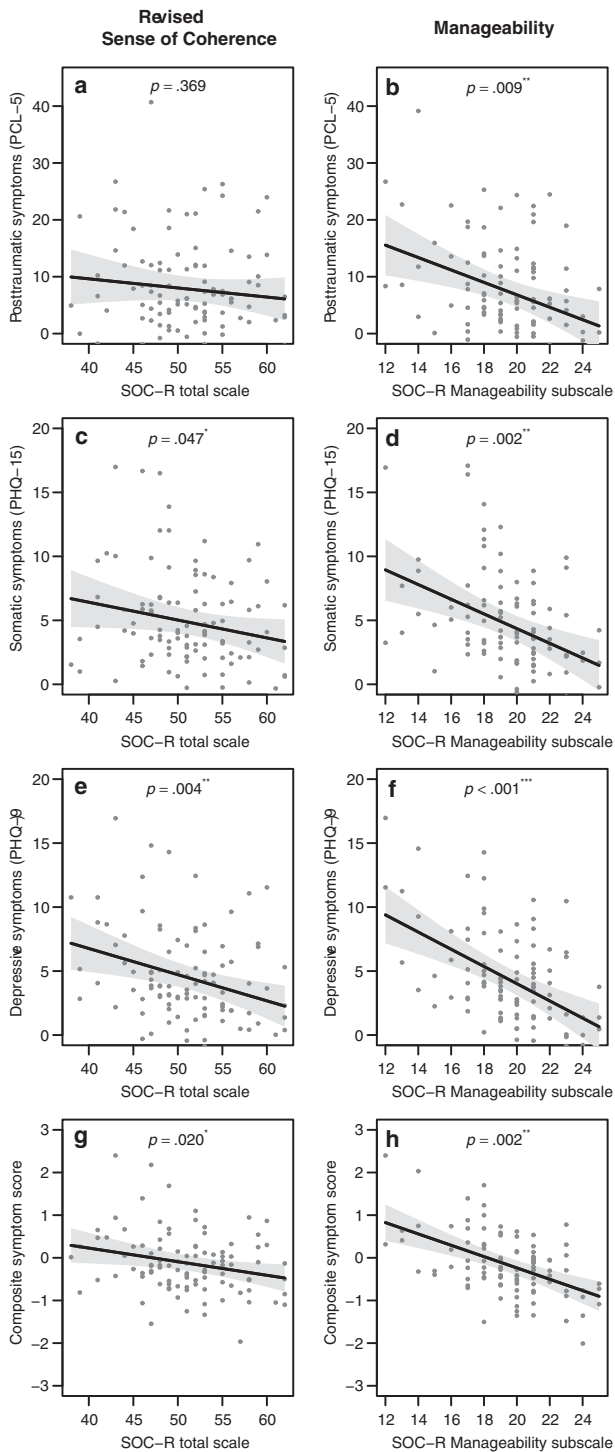 Revised
Sense of Coherence
Manageability
a
p = .369
Posttraumatic symptoms (PCL−5)
40
30
20
10
0
40 45 50 55 60
SOC−R total scale
b
p = .009**
Posttraumatic symptoms (PCL−5)
40
30
20
10
0
12 14 16 18 20 22 24
SOC−R Manageability subscale
c
p = .047*
Somatic symptoms (PHQ−15)
20
15
10
5
0
40 45 50 55 60
SOC−R total scale
d
p = .002**
Somatic symptoms (PHQ−15)
20
15
10
5
0
12 14 16 18 20 22 24
SOC−R Manageability subscale
e
p = .004**
Depressive symptoms (PHQ−9)
20
15
10
5
0
40 45 50 55 60
SOC−R total scale
f
p < .001***
Depressive symptoms (PHQ−9)
20
15
10
5
0
12 14 16 18 20 22 24
SOC−R Manageability subscale
g
p = .020*
Composite symptom score
3
2
1
0
−1
−2
−3
40 45 50 55 60
SOC−R total scale
h
p = .002**
Composite symptom score
3
2
1
0
−1
−2
−3
12 14 16 18 20 22 24
SOC−R Manageability subscale